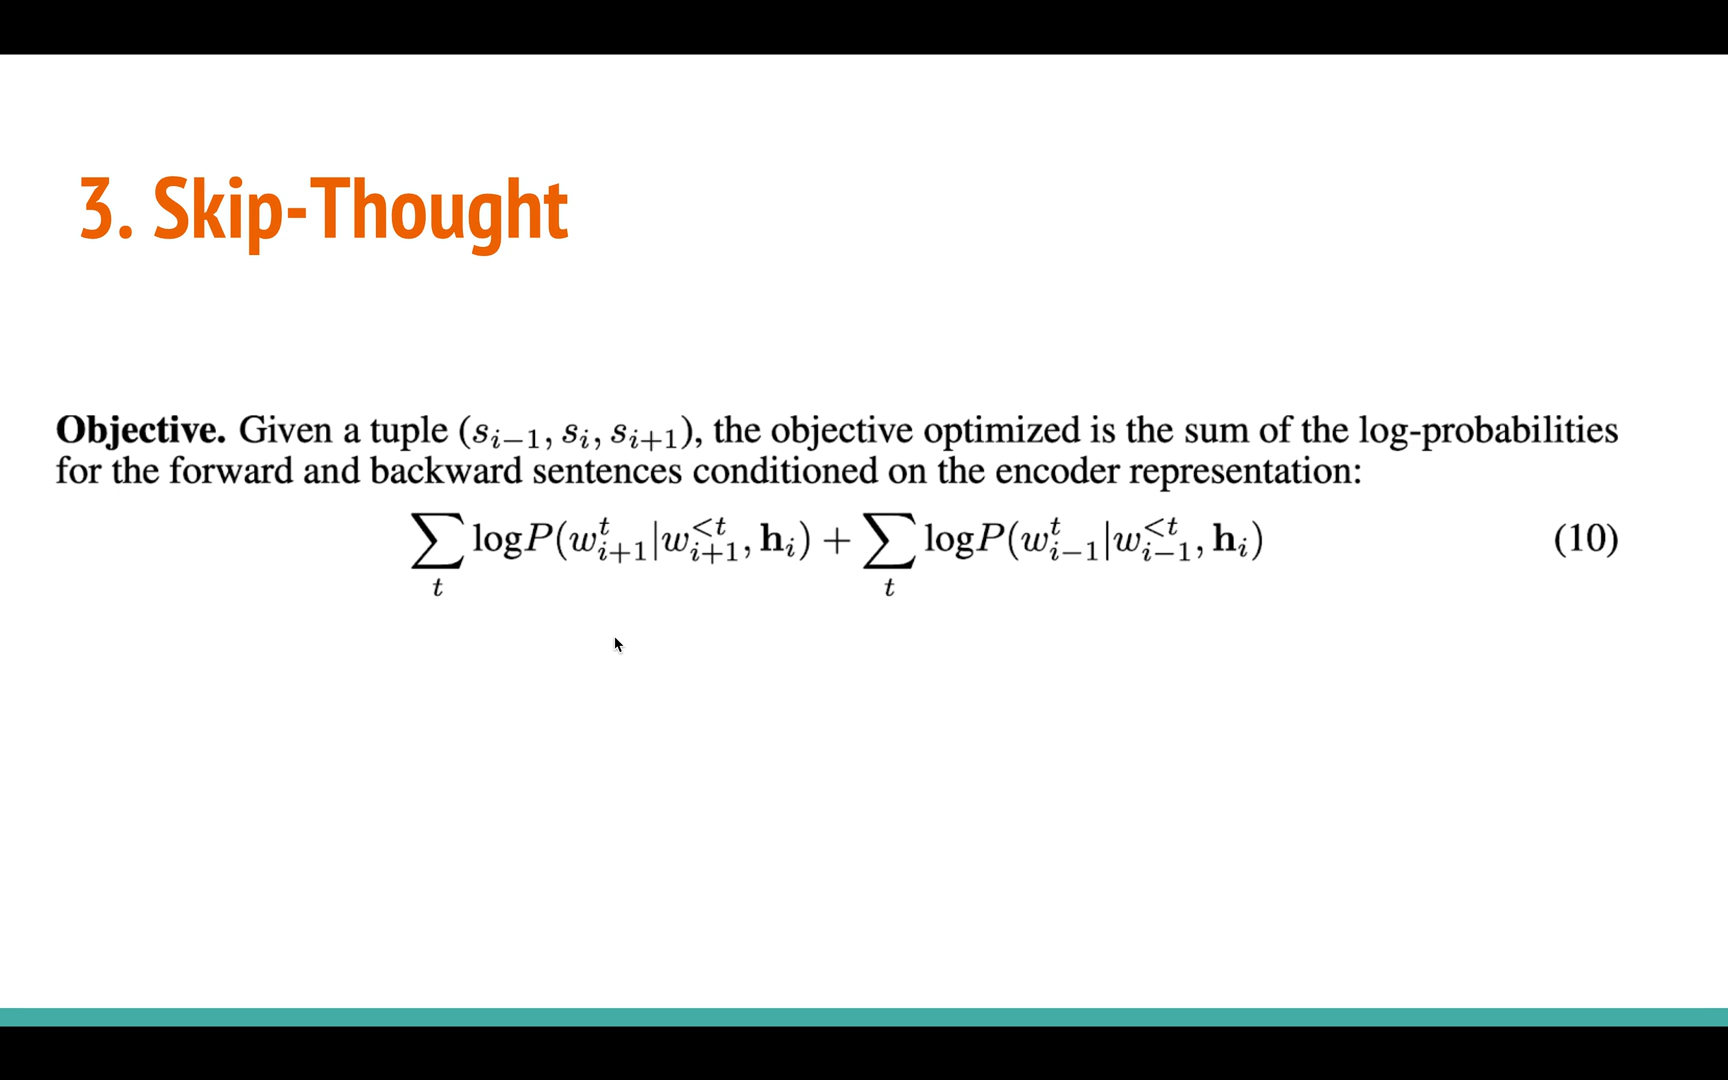 3. Skip-Thought
Objective. Given a tuple (s_{i−1}, s_i, s_{i+1}), the objective optimized is the sum of the log-probabilities
for the forward and backward sentences conditioned on the encoder representation:
∑_t logP(w^t_{i+1}|w^{<t}_{i+1}, h_i) + ∑_t logP(w^t_{i−1}|w^{<t}_{i−1}, h_i) (10)